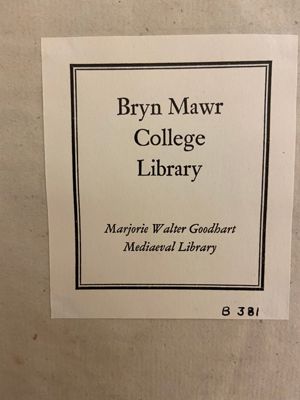 Bryn Mawr
College
Library
Marjorie Walter Goodhart
Mediaeval Library
B 381